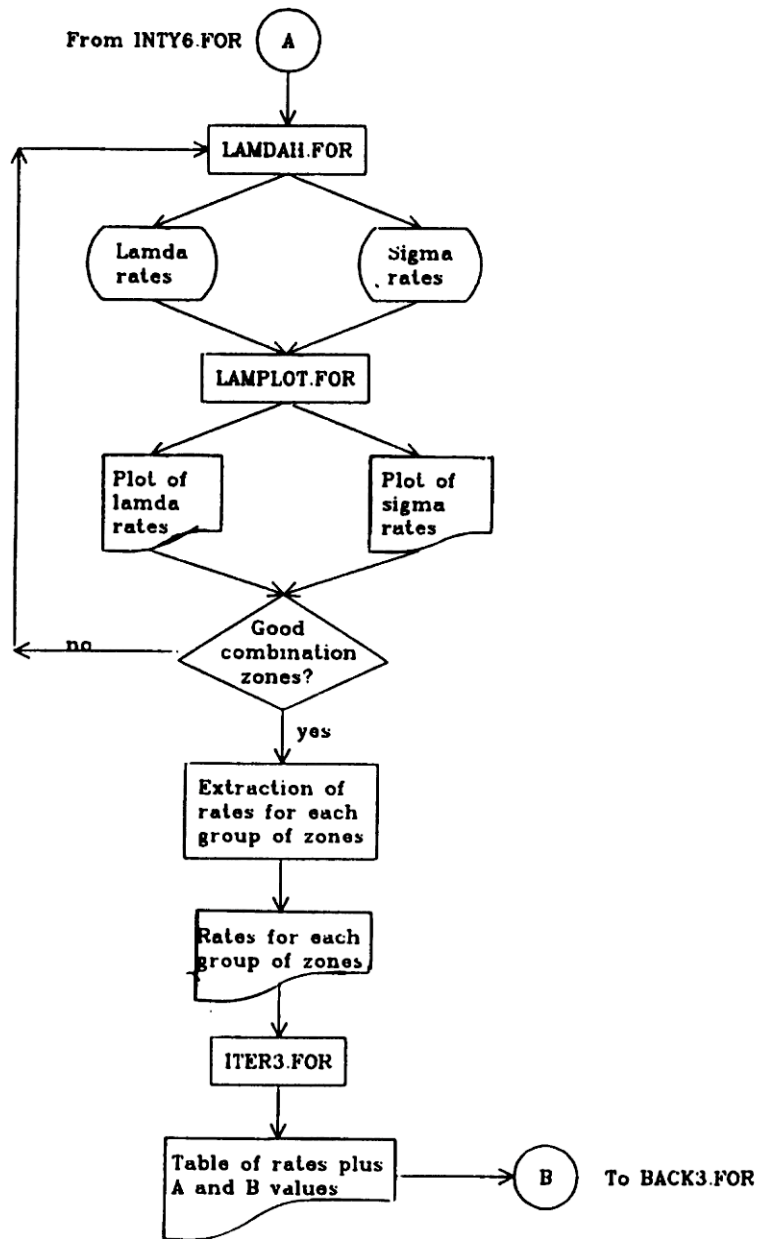 From INTY6.FOR
A
LAMDAH.FOR
Lamda
rates
Sigma
rates
LAMPLOT.FOR
Plot of
lamda
rates
Plot of
sigma
rates
Good
combination
zones?
no
yes
Extraction of
rates for each
group of zones
Rates for each
group of zones
ITER3.FOR
Table of rates plus
A and B values
B
To BACK3.FOR